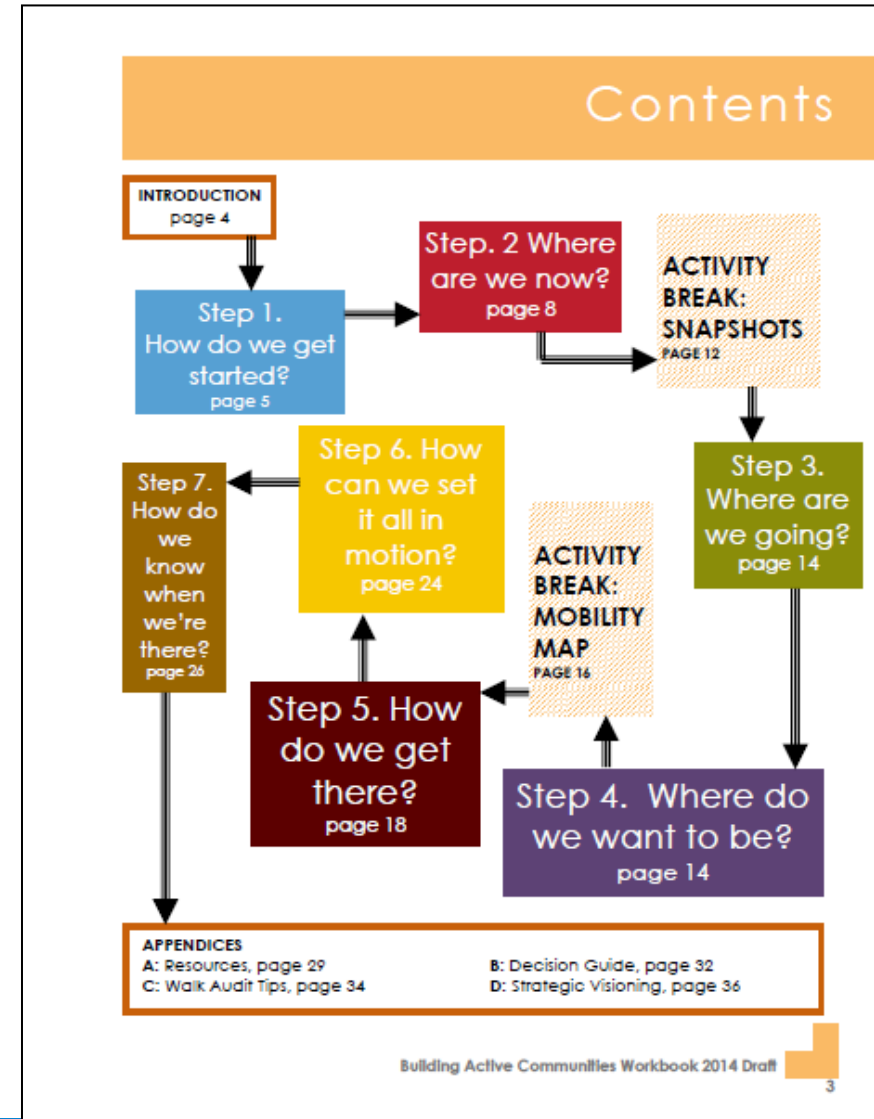 Contents
INTRODUCTION
page 4
Step 1.
How do we get
started?
page 5
Step. 2 Where
are we now?
page 8
ACTIVITY
BREAK:
SNAPSHOTS
PAGE 12
Step 3.
Where are
we going?
page 14
Step 4.  Where do
we want to be?
page 14
ACTIVITY
BREAK:
MOBILITY
MAP
PAGE 16
Step 5. How
do we get
there?
page 18
Step 6. How
can we set
it all in
motion?
page 24
Step 7.
How do
we
know
when
we're
there?
page 26
APPENDICES
A: Resources, page 29
B: Decision Guide, page 32
C: Walk Audit Tips, page 34
D: Strategic Visioning, page 36
Building Active Communities Workbook 2014 Draft
3